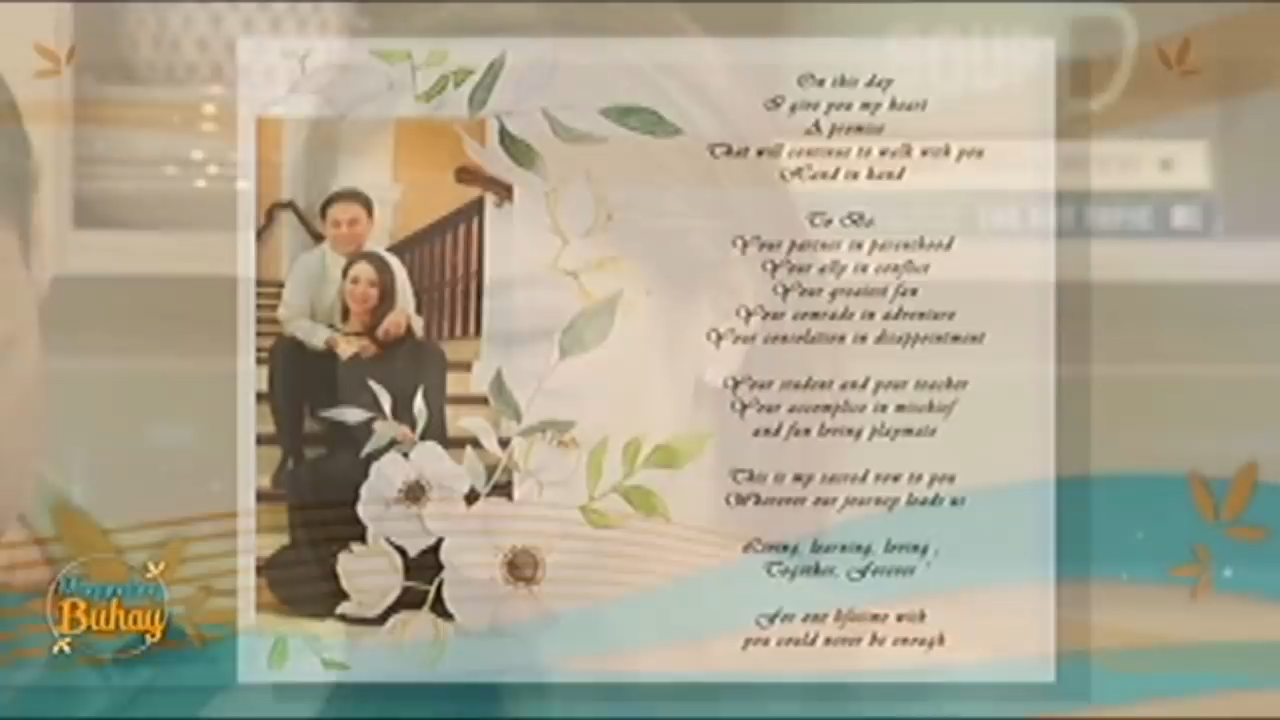 On this day
I give you my heart
A promise
That will continue to walk with you
Hand in hand
To Be.
Your partner in parenthood
Your ally in conflict
Your greatest fan
Your comrade in adventure
Your consolation in disappointment
Your student and your teacher
Your accomplice in mischief
and fun loving playmate
This is my sacred vow to you
Wherever our journey leads us
Living, learning, loving,
Together, Forever
For one lifetime with
you could never be enough
Buhay